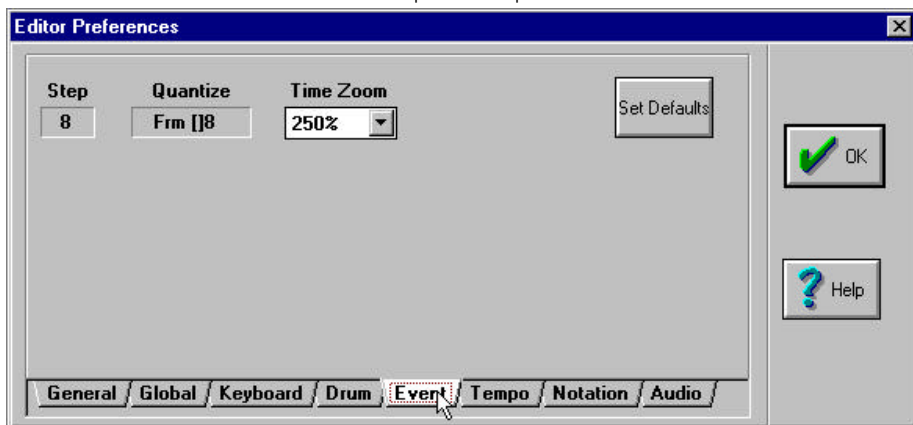 Editor Preferences
Step Quantize Time Zoom
8 Frm []8 250%
Set Defaults
OK
Help
General Global Keyboard Drum Event Tempo Notation Audio